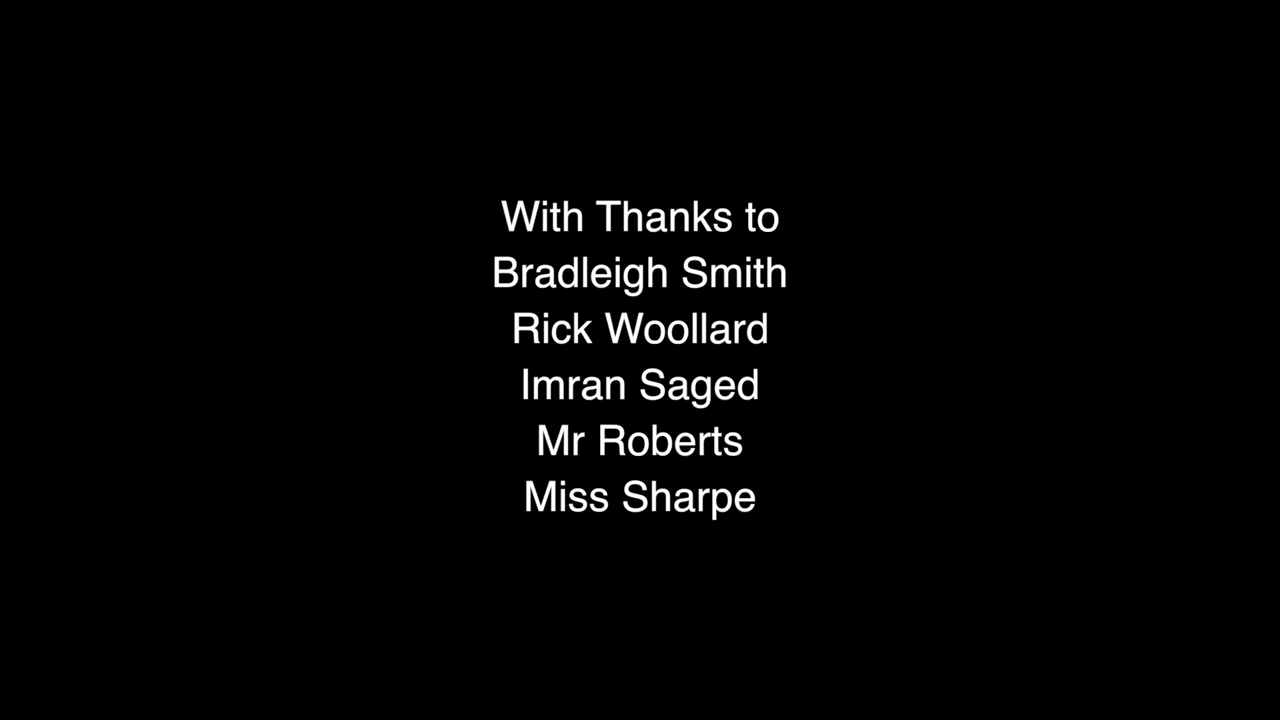 With Thanks to
Bradleigh Smith
Rick Woollard
Imran Saged
Mr Roberts
Miss Sharpe